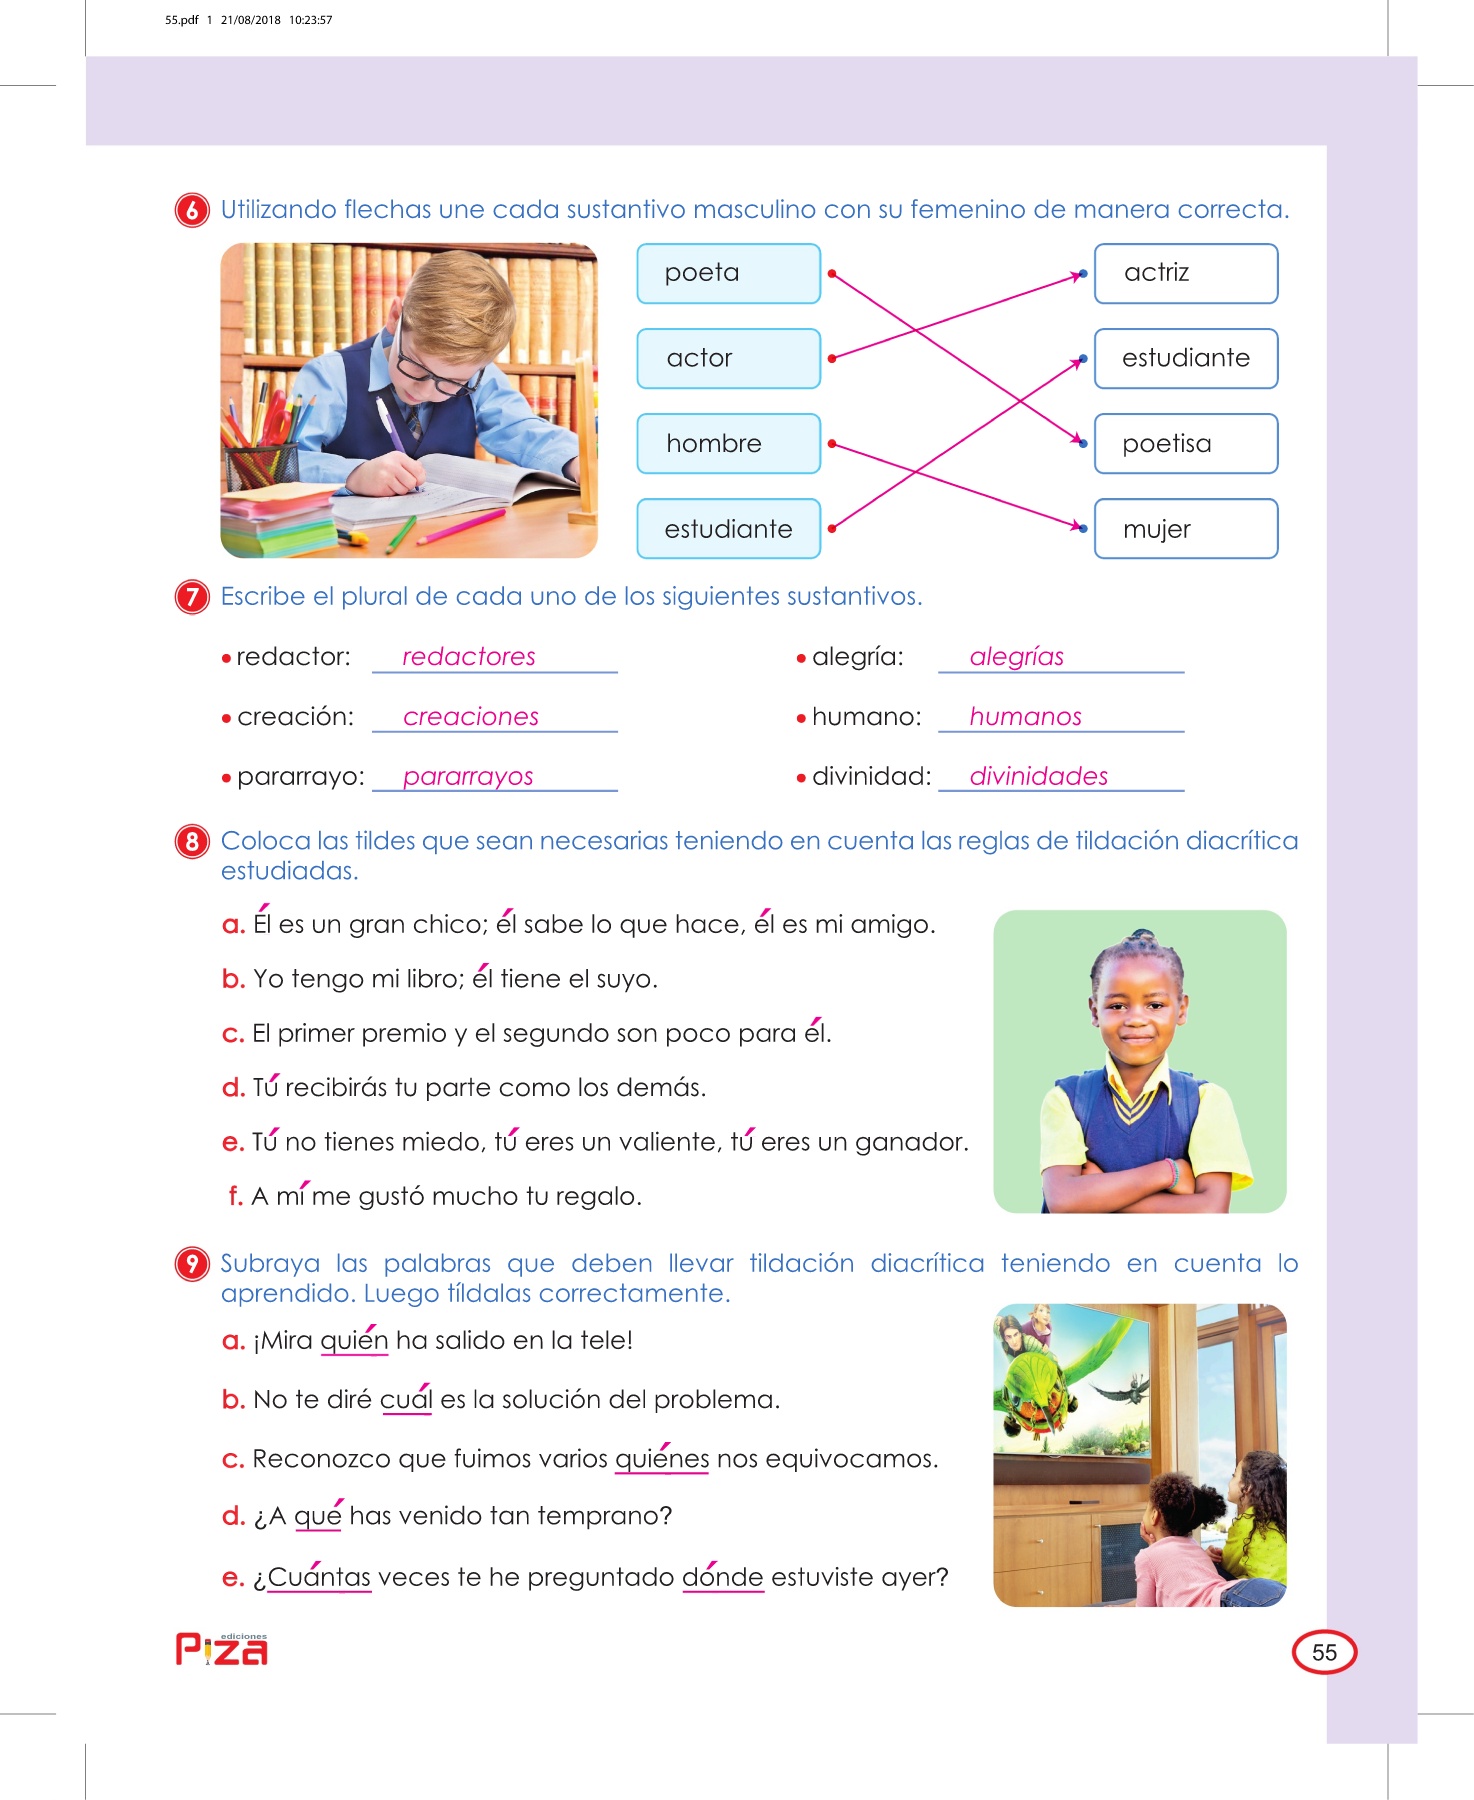 55.pdf 1 21/08/2018 10:23:57
6 Utilizando flechas une cada sustantivo masculino con su femenino de manera correcta.
poeta
actor
hombre
estudiante
actriz
estudiante
poetisa
mujer
7 Escribe el plural de cada uno de los siguientes sustantivos.
• redactor: redactores
• alegría: alegrías
• creación: creaciones
• humano: humanos
• pararrayo: pararrayos
• divinidad: divinidades
8 Coloca las tildes que sean necesarias teniendo en cuenta las reglas de tildación diacrítica
estudiadas.
a. Él es un gran chico; él sabe lo que hace, él es mi amigo.
b. Yo tengo mi libro; él tiene el suyo.
c. El primer premio y el segundo son poco para él.
d. Tú recibirás tu parte como los demás.
e. Tú no tienes miedo, tú eres un valiente, tú eres un ganador.
f. A mí me gustó mucho tu regalo.
9 Subraya las palabras que deben llevar tildación diacrítica teniendo en cuenta lo
aprendido. Luego tíldalas correctamente.
a. ¡Mira quién ha salido en la tele!
b. No te diré cuál es la solución del problema.
c. Reconozco que fuimos varios quiénes nos equivocamos.
d. ¿A qué has venido tan temprano?
e. ¿Cuántas veces te he preguntado dónde estuviste ayer?
ediciones
Piza
55